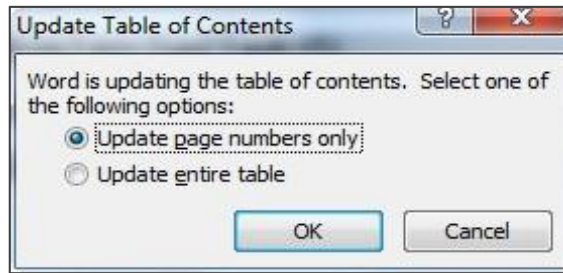 Update Table of Contents
Word is updating the table of contents. Select one of
the following options:
Update page numbers only
Update entire table
OK
Cancel